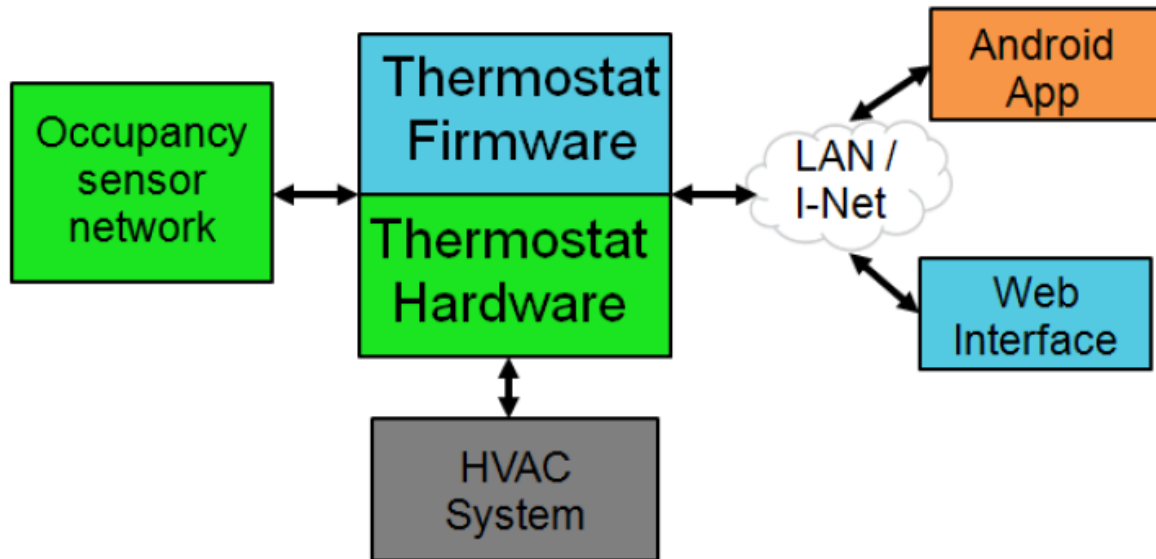 Occupancy
sensor
network
Thermostat
Firmware
Thermostat
Hardware
HVAC
System
LAN /
I-Net
Android
App
Web
Interface